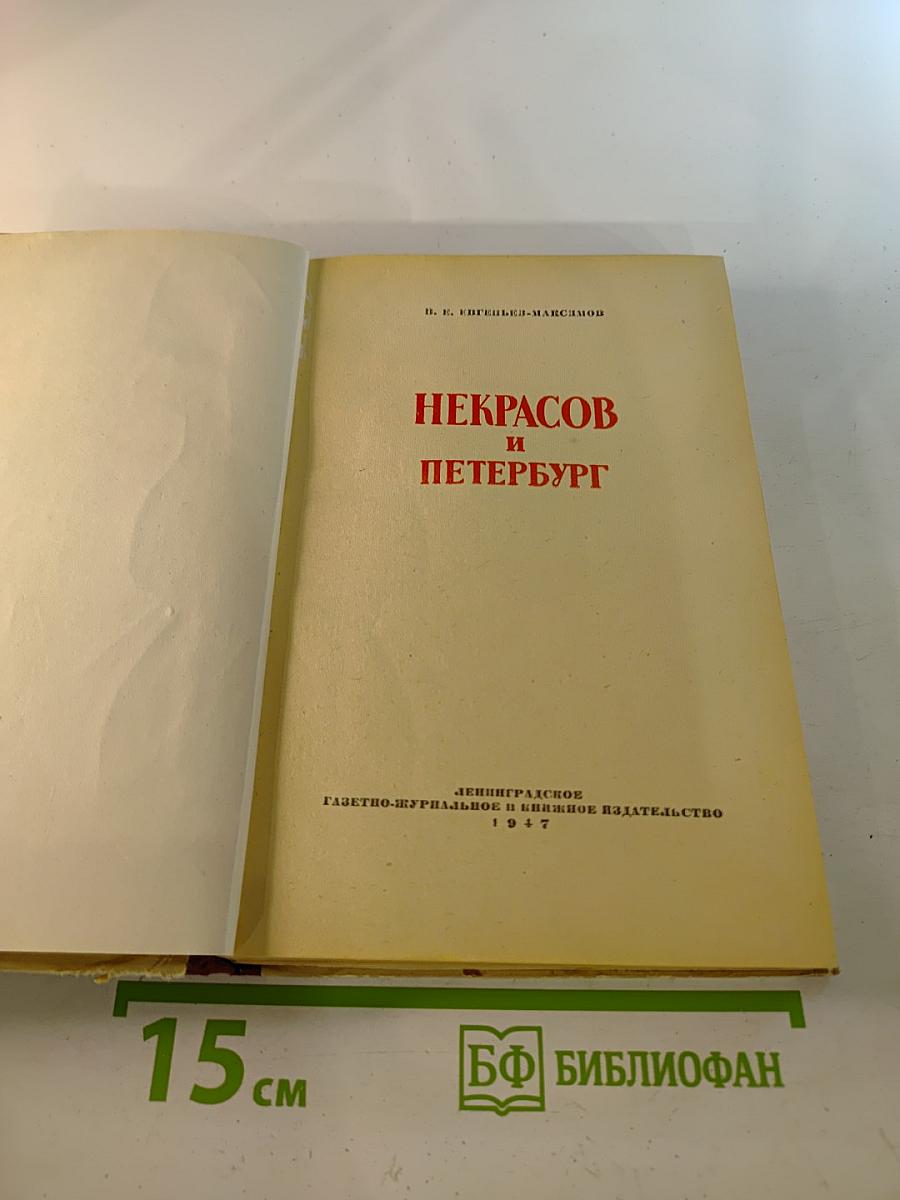 В. Е. ЕВГЕНЬЕВ-МАКСИМОВ
НЕКРАСОВ
И
ПЕТЕРБУРГ
ЛЕНИНГРАДСКОЕ
ГАЗЕТНО-ЖУРНАЛЬНОЕ И КНИЖНОЕ ИЗДАТЕЛЬСТВО
1947
15 см
БФ БИБЛИОФАН